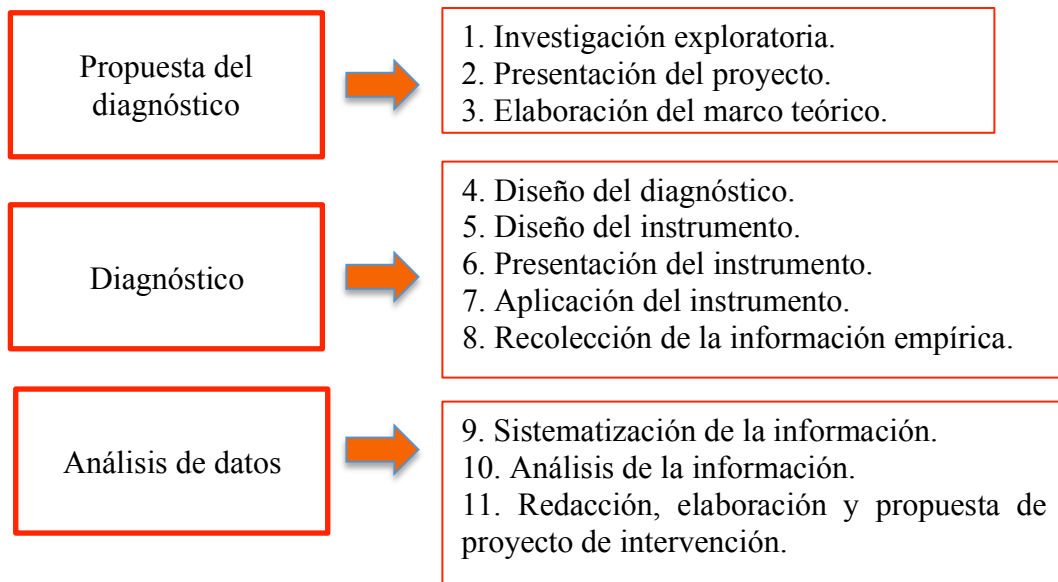 Propuesta del
diagnóstico
1. Investigación exploratoria.
2. Presentación del proyecto.
3. Elaboración del marco teórico.
Diagnóstico
4. Diseño del diagnóstico.
5. Diseño del instrumento.
6. Presentación del instrumento.
7. Aplicación del instrumento.
8. Recolección de la información empírica.
Análisis de datos
9. Sistematización de la información.
10. Análisis de la información.
11. Redacción, elaboración y propuesta de
proyecto de intervención.